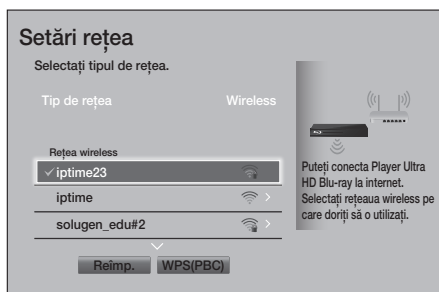 Setări rețea
Selectați tipul de rețea.
Tip de rețea Wireless
Rețea wireless
iptime23
iptime
solugen_edu#2
Reîmp. WPS(PBC)
Puteți conecta Player Ultra
HD Blu-ray la internet.
Selectați rețeaua wireless pe
care doriți să o utilizați.